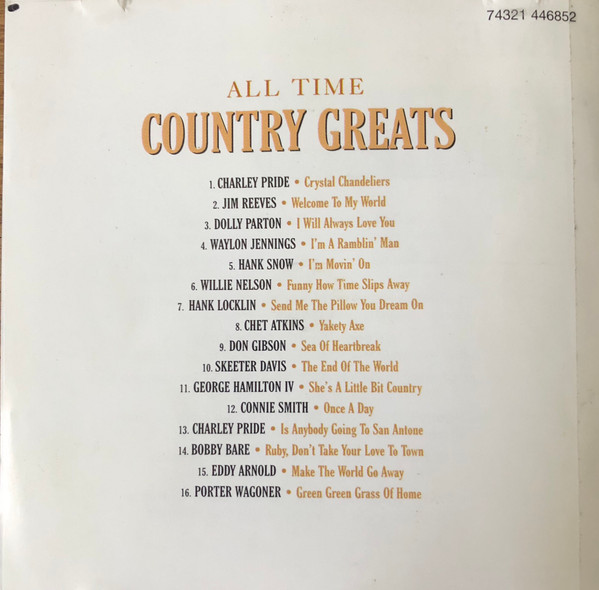 74321 446852
ALL TIME
COUNTRY GREATS
1. CHARLEY PRIDE • Crystal Chandeliers
2. JIM REEVES • Welcome To My World
3. DOLLY PARTON • I Will Always Love You
4. WAYLON JENNINGS • I'm A Ramblin' Man
5. HANK SNOW • I'm Movin' On
6. WILLIE NELSON • Funny How Time Slips Away
7. HANK LOCKLIN • Send Me The Pillow You Dream On
8. CHET ATKINS • Yakety Axe
9. DON GIBSON • Sea Of Heartbreak
10. SKEETER DAVIS • The End Of The World
11. GEORGE HAMILTON IV • She's A Little Bit Country
12. CONNIE SMITH • Once A Day
13. CHARLEY PRIDE • Is Anybody Going To San Antone
14. BOBBY BARE • Ruby, Don't Take Your Love To Town
15. EDDY ARNOLD • Make The World Go Away
16. PORTER WAGONER • Green Green Grass Of Home